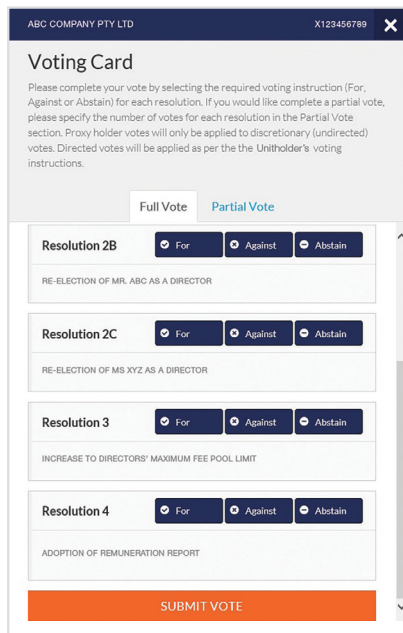 ABC COMPANY PTY LTD X123456789
Voting Card
Please complete your vote by selecting the required voting instruction (For,
Against or Abstain) for each resolution. If you would like complete a partial vote,
please specify the number of votes for each resolution in the Partial Vote
section. Proxy holder votes will only be applied to discretionary (undirected)
votes. Directed votes will be applied as per the the Unitholder's voting
instructions.
Full Vote Partial Vote
Resolution 2B For Against Abstain
RE-ELECTION OF MR. ABC AS A DIRECTOR
Resolution 2C For Against Abstain
RE-ELECTION OF MS XYZ AS A DIRECTOR
Resolution 3 For Against Abstain
INCREASE TO DIRECTORS' MAXIMUM FEE POOL LIMIT
Resolution 4 For Against Abstain
ADOPTION OF REMUNERATION REPORT
SUBMIT VOTE